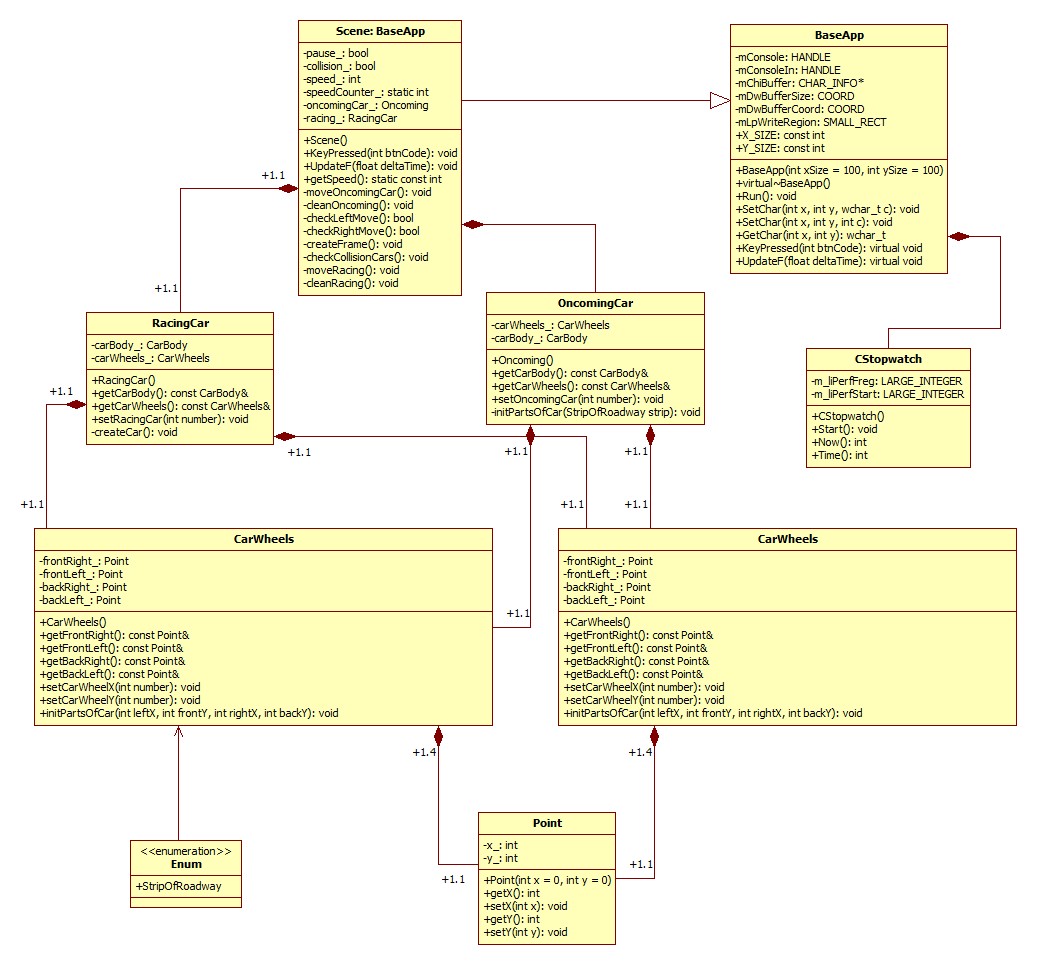 Scene: BaseApp
-pause_: bool
-collision_: bool
-speed_: int
-speedCounter_: static int
-oncomingCar_: Oncoming
-racing_: RacingCar
+Scene()
+KeyPressed(int btnCode): void
+UpdateF(float deltaTime): void
+getSpeed(): static const int
-moveOncomingCar(): void
-cleanOncoming(): void
-checkLeftMove(): bool
-checkRightMove(): bool
-createFrame(): void
-checkCollisionCars(): void
-moveRacing(): void
-cleanRacing(): void
BaseApp
-mConsole: HANDLE
-mConsoleIn: HANDLE
-mChiBuffer: CHAR_INFO*
-mDwBufferSize: COORD
-mDwBufferCoord: COORD
-mLpWriteRegion: SMALL_RECT
+X_SIZE: const int
+Y_SIZE: const int
+BaseApp(int xSize = 100, int ySize = 100)
+virtual~BaseApp()
+Run(): void
+SetChar(int x, int y, wchar_t c): void
+SetChar(int x, int y, int c): void
+GetChar(int x, int y): wchar_t
+KeyPressed(int btnCode): virtual void
+UpdateF(float deltaTime): virtual void
+1.1
+1.1
RacingCar
-carBody_: CarBody
-carWheels_: CarWheels
+RacingCar()
+getCarBody(): const CarBody&
+getCarWheels(): const CarWheels&
+setRacingCar(int number): void
-createCar(): void
OncomingCar
-carWheels_: CarWheels
-carBody_: CarBody
+Oncoming()
+getCarBody(): const CarBody&
+getCarWheels(): const CarWheels&
+setOncomingCar(int number): void
-initPartsOfCar(StripOfRoadway strip): void
CStopwatch
-m_liPerfFreg: LARGE_INTEGER
-m_liPerfStart: LARGE_INTEGER
+CStopwatch()
+Start(): void
+Now(): int
+Time(): int
+1.1
+1.1
+1.1
+1.1
+1.1
+1.1
+1.1
+1.1
CarWheels
-frontRight_: Point
-frontLeft_: Point
-backRight_: Point
-backLeft_: Point
+CarWheels()
+getFrontRight(): const Point&
+getFrontLeft(): const Point&
+getBackRight(): const Point&
+getBackLeft(): const Point&
+setCarWheelX(int number): void
+setCarWheelY(int number): void
+initPartsOfCar(int leftX, int frontY, int rightX, int backY): void
CarWheels
-frontRight_: Point
-frontLeft_: Point
-backRight_: Point
-backLeft_: Point
+CarWheels()
+getFrontRight(): const Point&
+getFrontLeft(): const Point&
+getBackRight(): const Point&
+getBackLeft(): const Point&
+setCarWheelX(int number): void
+setCarWheelY(int number): void
+initPartsOfCar(int leftX, int frontY, int rightX, int backY): void
+1.4
+1.4
+1.1
+1.1
<<enumeration>>
Enum
+StripOfRoadway
Point
-x_: int
-y_: int
+Point(int x = 0, int y = 0)
+getX(): int
+setX(int x): void
+getY(): int
+setY(int y): void